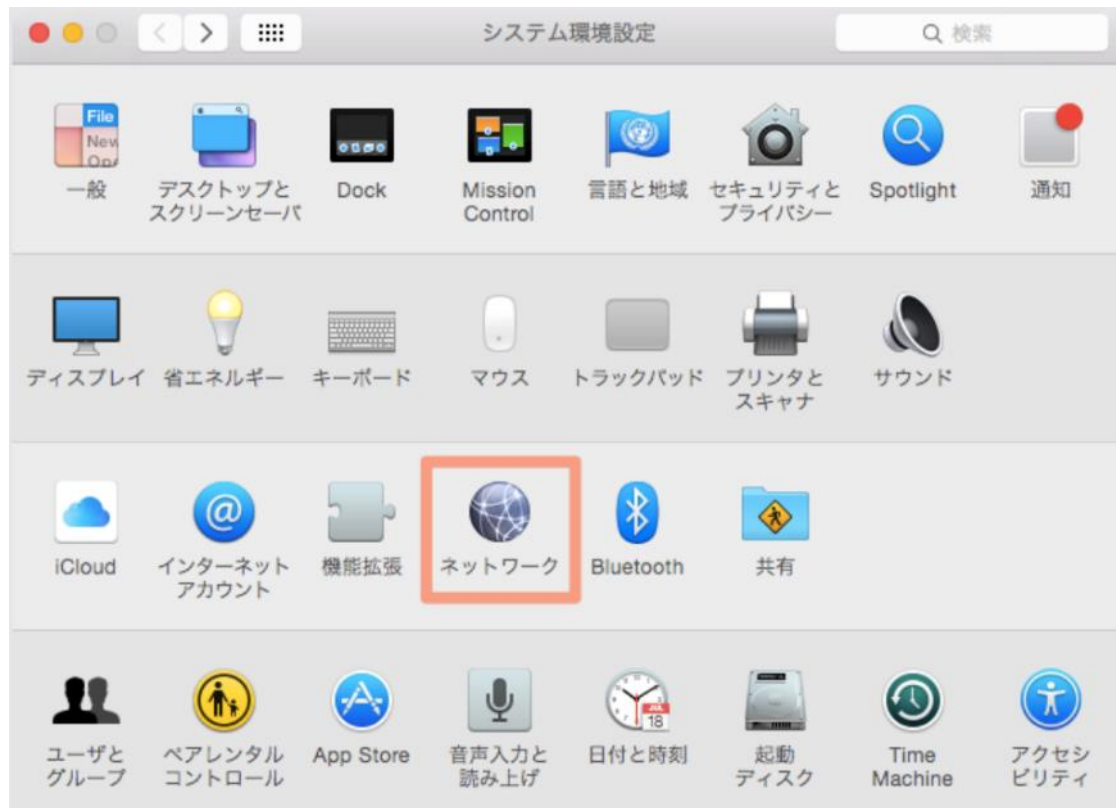 システム環境設定
検索
File
New
Ope
一般
デスクトップと
スクリーンセーバ
Dock
Mission
Control
言語と地域
セキュリティと
プライバシー
Spotlight
通知
ディスプレイ
省エネルギー
キーボード
マウス
トラックパッド
プリンタと
スキャナ
サウンド
iCloud
@
インターネット
アカウント
機能拡張
ネットワーク
Bluetooth
共有
ユーザと
グループ
ペアレンタル
コントロール
App Store
音声入力と
読み上げ
JUL
18
日付と時刻
起動
ディスク
Time
Machine
アクセシ
ビリティ